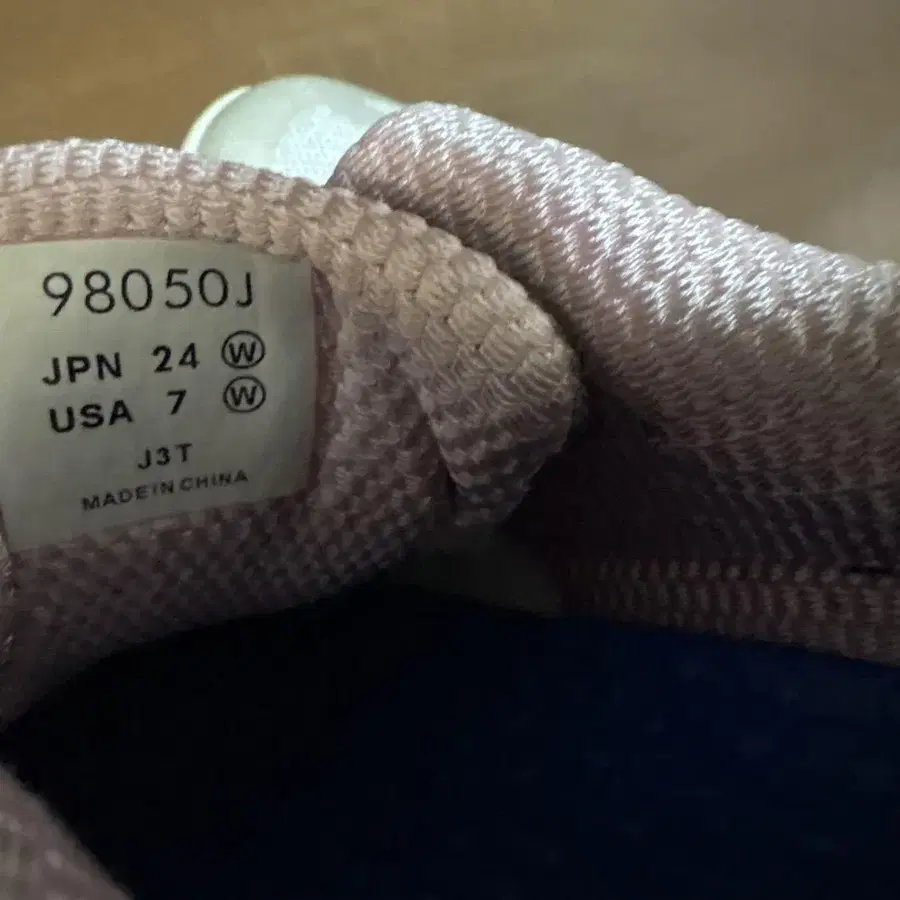 98050J
JPN 24 Ⓦ
USA 7 Ⓦ
J3T
MADE IN CHINA